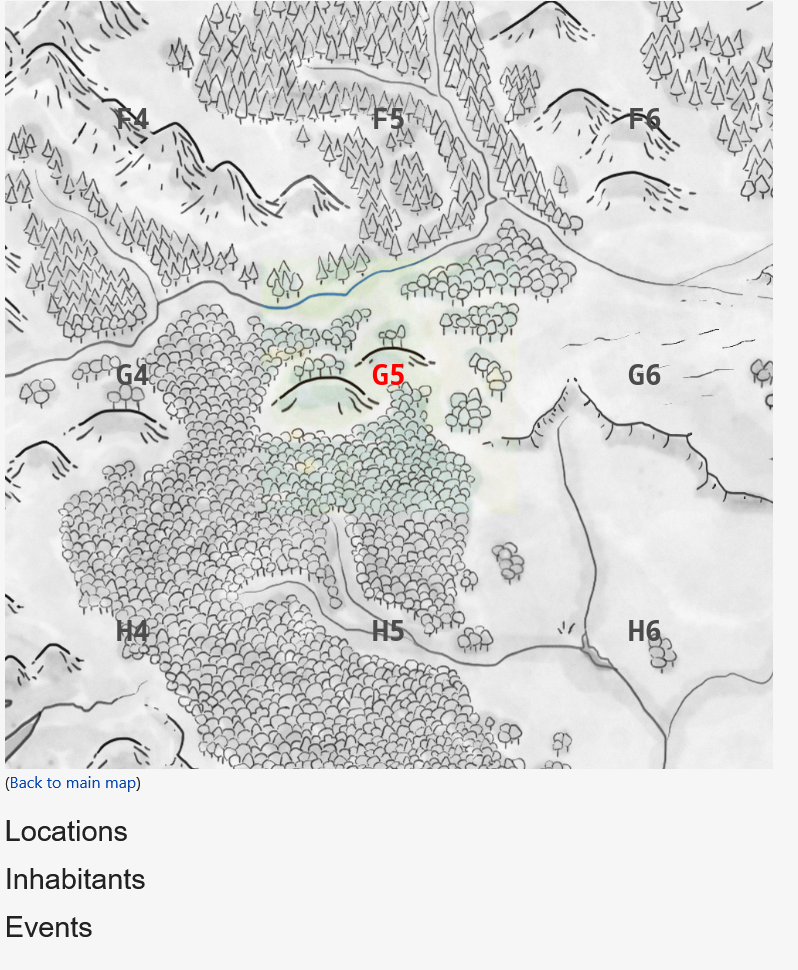 F4 F5 F6
G4 G5 G6
H4 H5 H6
(Back to main map)
Locations
Inhabitants
Events